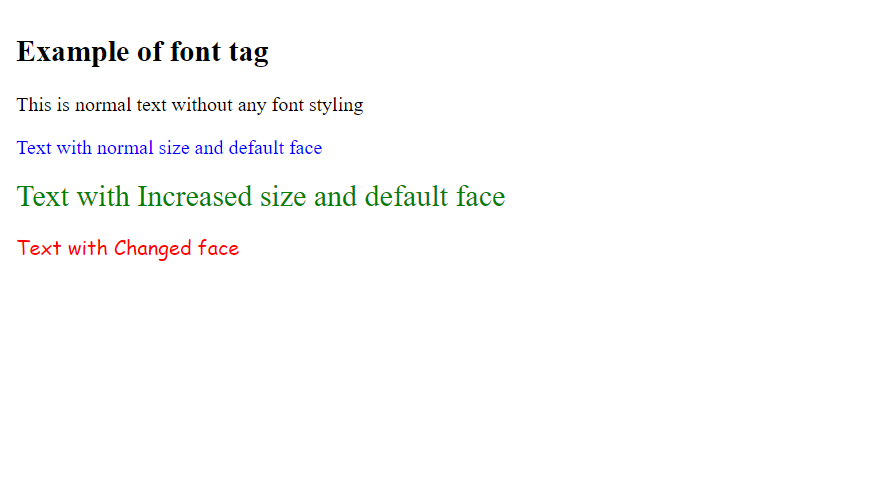 Example of font tag
This is normal text without any font styling
Text with normal size and default face
Text with Increased size and default face
Text with Changed face